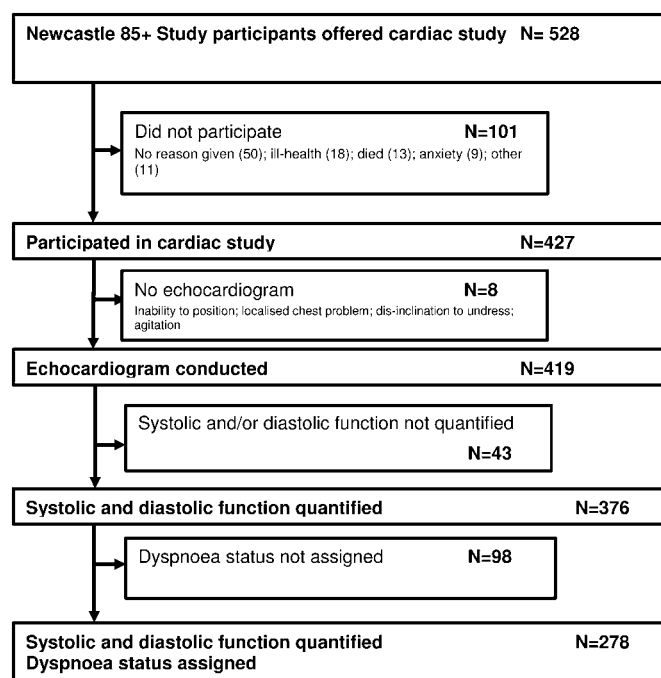 Newcastle 85+ Study participants offered cardiac study N= 528
Did not participate N=101
No reason given (50); ill-health (18); died (13); anxiety (9); other
(11)
Participated in cardiac study N=427
No echocardiogram N=8
Inability to position; localised chest problem; dis-inclination to undress;
agitation
Echocardiogram conducted N=419
Systolic and/or diastolic function not quantified
N=43
Systolic and diastolic function quantified N=376
Dyspnoea status not assigned N=98
Systolic and diastolic function quantified N=278
Dyspnoea status assigned